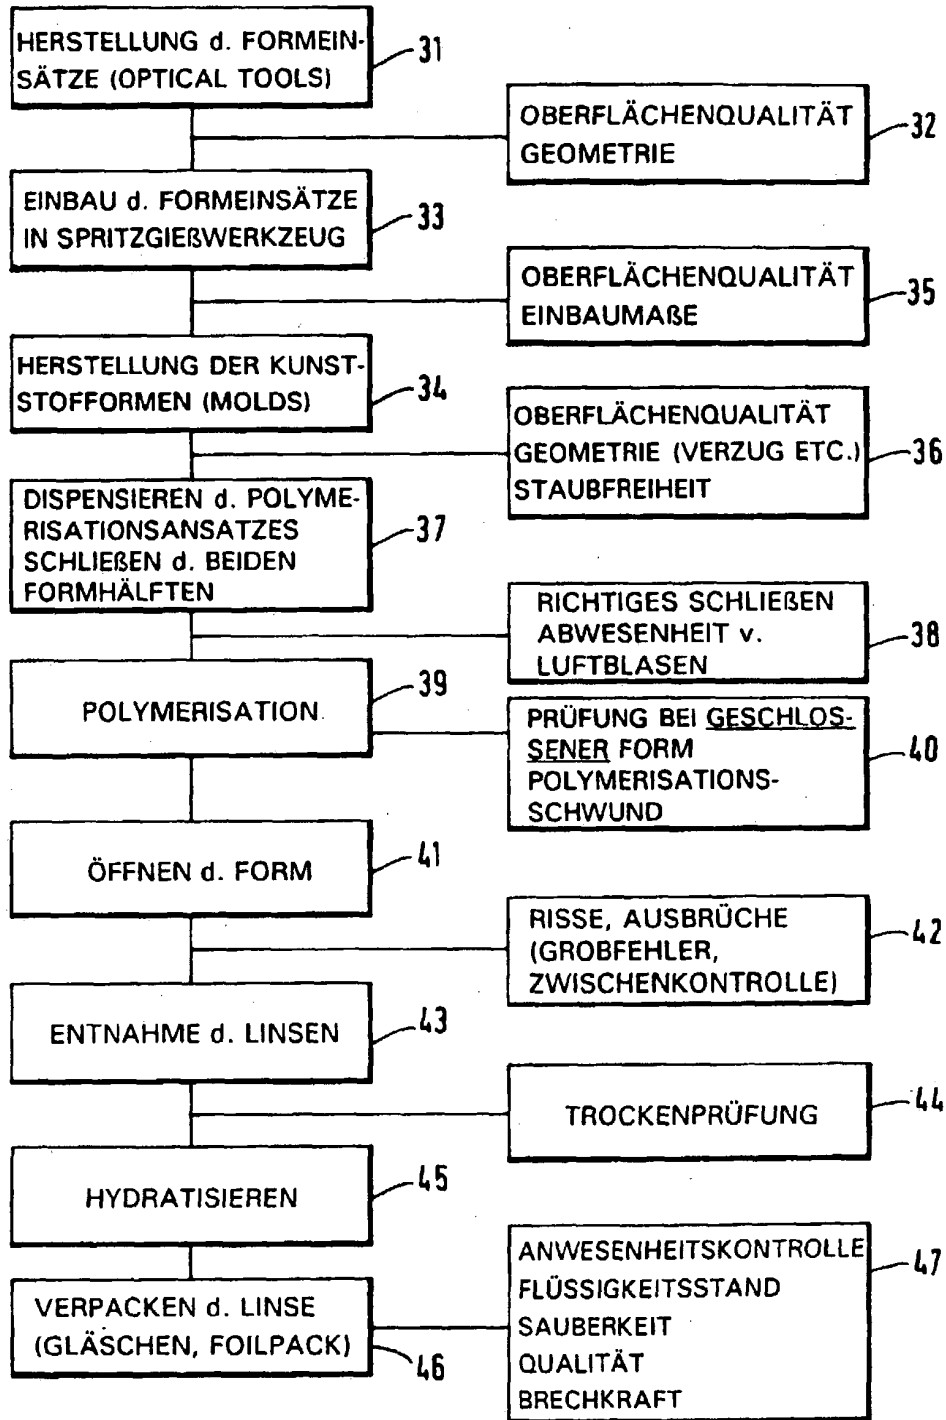 HERSTELLUNG d. FORMEIN-
SÄTZE (OPTICAL TOOLS)
31
OBERFLÄCHENQUALITÄT
GEOMETRIE
32
EINBAU d. FORMEINSÄTZE
IN SPRITZGIEßWERKZEUG
33
OBERFLÄCHENQUALITÄT
EINBAUMAßE
35
HERSTELLUNG DER KUNST-
STOFFORMEN (MOLDS)
34
OBERFLÄCHENQUALITÄT
GEOMETRIE (VERZUG ETC.)
STAUBFREIHEIT
36
DISPENSIEREN d. POLYME-
RISATIONSANSATZES
SCHLIEßEN d. BEIDEN
FORMHÄLFTEN
37
RICHTIGES SCHLIEßEN
ABWESENHEIT v.
LUFTBLASEN
38
POLYMERISATION
39
PRÜFUNG BEI GESCHLOS-
SENER FORM
POLYMERISATIONS-
SCHWUND
40
ÖFFNEN d. FORM
41
RISSE, AUSBRÜCHE
(GROBFEHLER,
ZWISCHENKONTROLLE)
42
ENTNAHME d. LINSEN
43
TROCKENPRÜFUNG
44
HYDRATISIEREN
45
VERPACKEN d. LINSE
(GLÄSCHEN, FOILPACK)
46
ANWESENHEITSKONTROLLE
FLÜSSIGKEITSSTAND
SAUBERKEIT
QUALITÄT
BRECHKRAFT
47